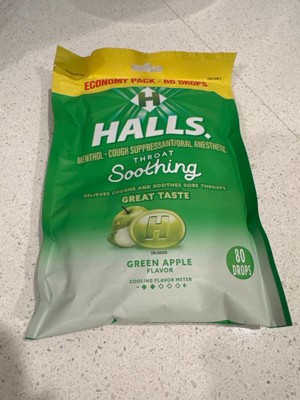 ECONOMY PACK - 80 DROPS
H
HALLS.
MENTHOL • COUGH SUPPRESSANT/ORAL ANESTHETIC
THROAT
Soothing
RELIEVES COUGHS AND SOOTHES SORE THROATS
GREAT TASTE
H
ENLARGED
GREEN APPLE
FLAVOR
80
DROPS
COOLING FLAVOR METER
- +